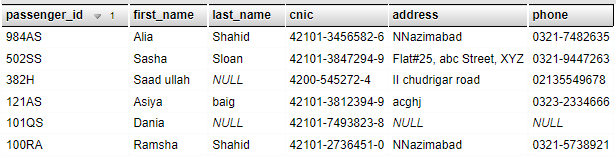 passenger_id 1 first_name last_name cnic address phone
984AS Alia Shahid 42101-3456582-6 NNazimabad 0321-7482635
502SS Sasha Sloan 42101-3847294-9 Flat#25, abc Street, XYZ 0321-9447263
382H Saad ullah NULL 4200-545272-4 II chudrigar road 02135549678
121AS Asiya baig 42101-3812394-9 acghj 0323-2334666
101QS Dania NULL 42101-7493823-8 NULL NULL
100RA Ramsha Shahid 42101-2736451-0 NNazimabad 0321-5738921